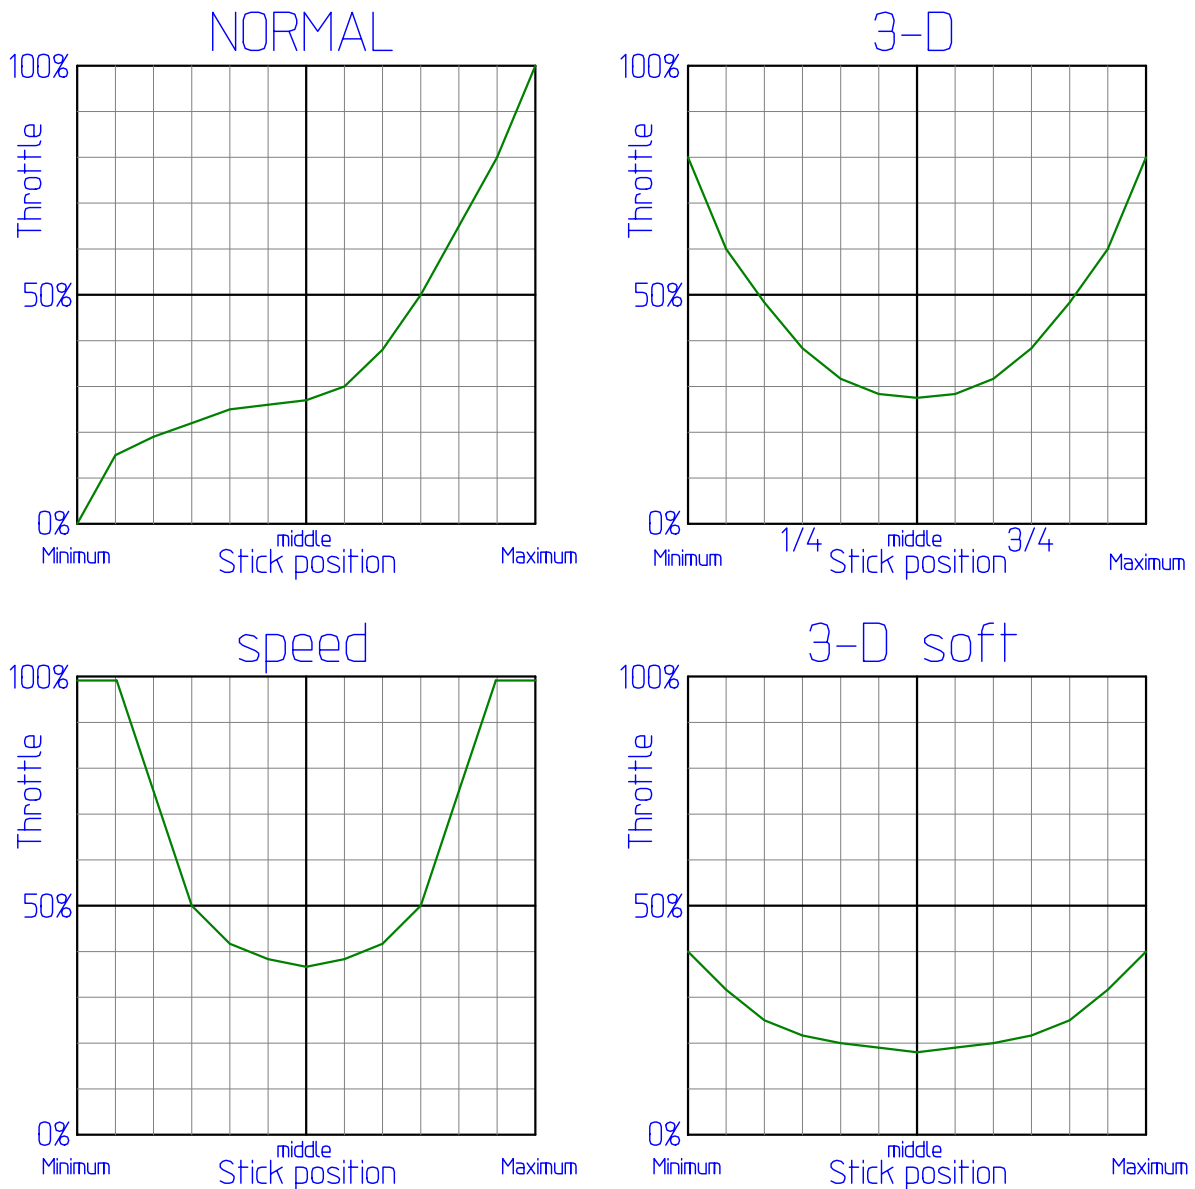 NORMAL
100%
Throttle
50%
0%
middle
Minimum
Stick position
Maximum
3-D
100%
Throttle
50%
0%
1/4
middle
3/4
Minimum
Stick position
Maximum
speed
100%
Throttle
50%
0%
middle
Minimum
Stick position
Maximum
3-D soft
100%
Throttle
50%
0%
middle
Minimum
Stick position
Maximum